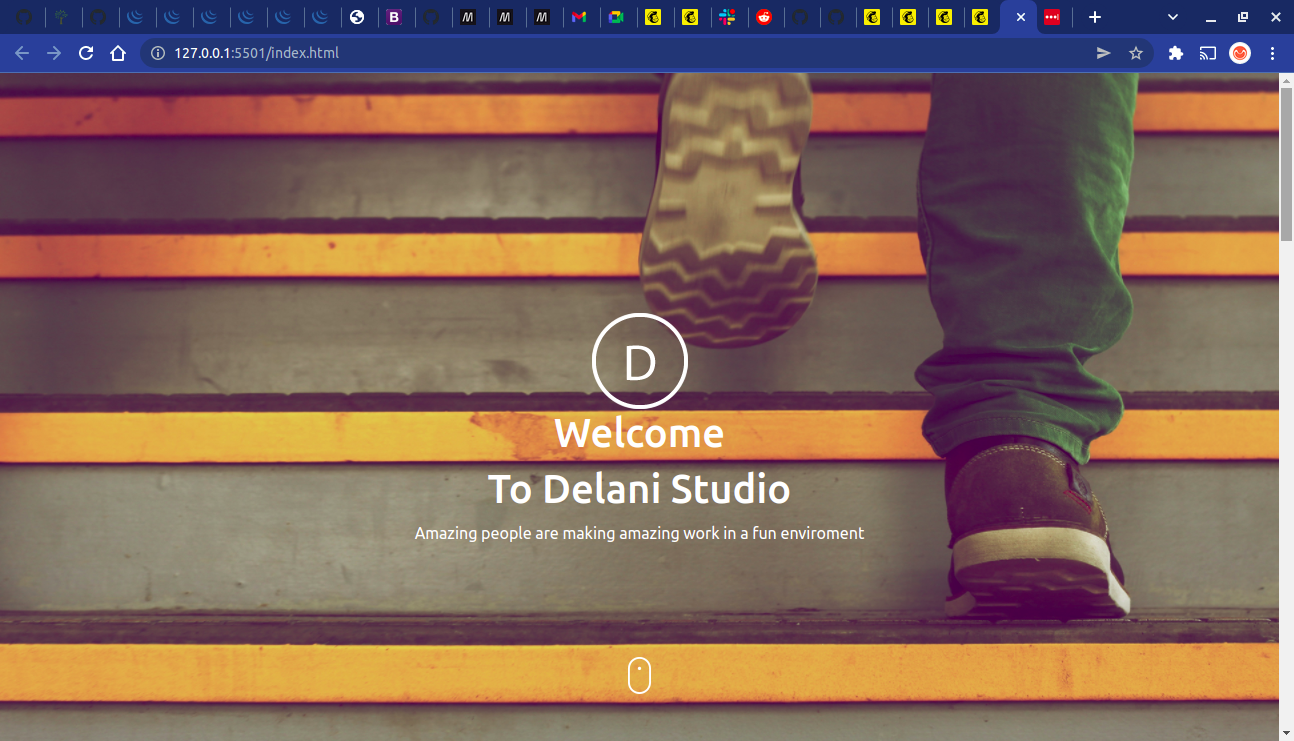 127.0.0.1:5501/index.html
D
Welcome
To Delani Studio
Amazing people are making amazing work in a fun enviroment